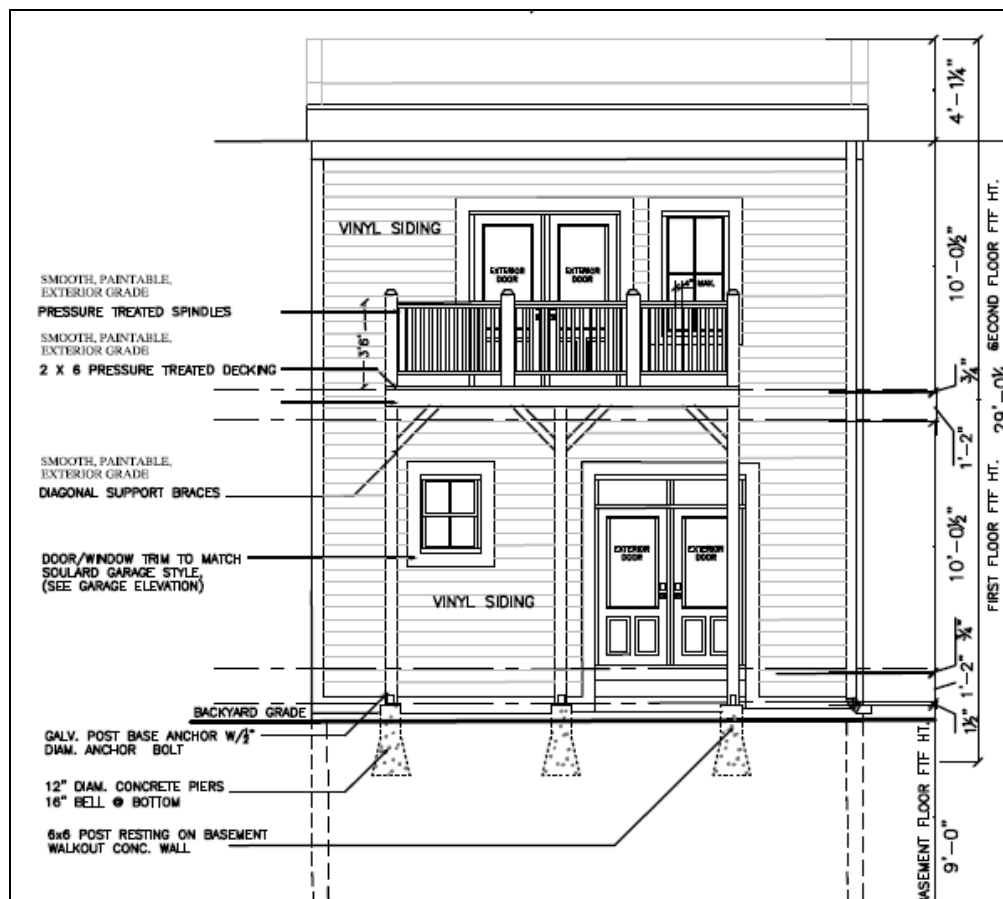 4'-1¼"
VINYL SIDING
EXTERIOR
DOOR
EXTERIOR
DOOR
4" MAX.
SMOOTH, PAINTABLE,
EXTERIOR GRADE
PRESSURE TREATED SPINDLES
SMOOTH, PAINTABLE,
EXTERIOR GRADE
2 X 6 PRESSURE TREATED DECKING
3'6"
10'-0½"
SECOND FLOOR FTF HT.
¾"
29'-0¼
1'-2"
SMOOTH, PAINTABLE,
EXTERIOR GRADE
DIAGONAL SUPPORT BRACES
DOOR/WINDOW TRIM TO MATCH
SOULARD GARAGE STYLE,
(SEE GARAGE ELEVATION)
VINYL SIDING
EXTERIOR
DOOR
EXTERIOR
DOOR
10'-0½"
FIRST FLOOR FTF HT.
¾"
1'-2"
1½"
BACKYARD GRADE
GALV. POST BASE ANCHOR W/½"
DIAM. ANCHOR BOLT
12" DIAM. CONCRETE PIERS
16" BELL @ BOTTOM
6x6 POST RESTING ON BASEMENT
WALKOUT CONC. WALL
BASEMENT FLOOR FTF HT.
9'-0"